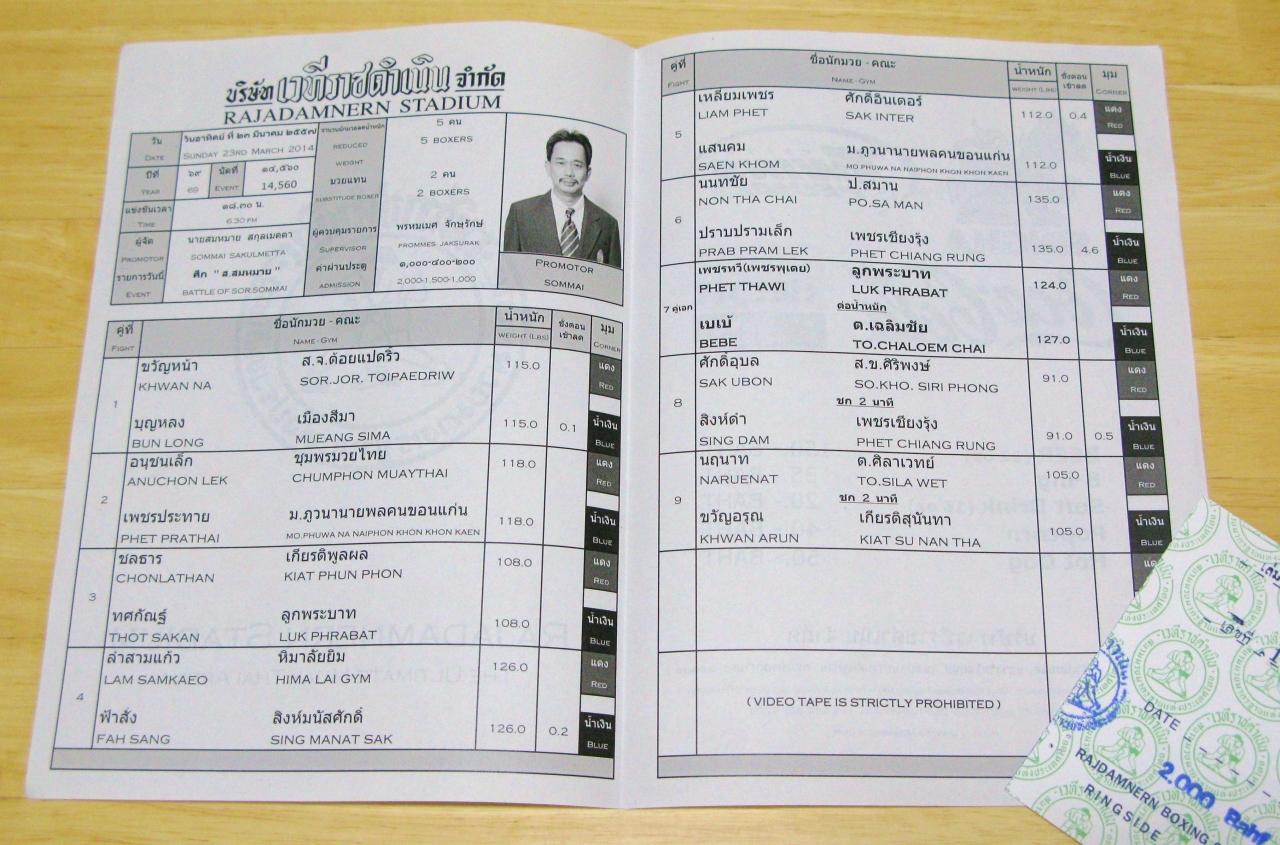 บริษัท เวทีราชดำเนิน จำกัด
RAJADAMNERN STADIUM
วัน วันอาทิตย์ ที่ ๒๓ มีนาคม ๒๕๕๗
DATE SUNDAY 23RD MARCH 2014
REDUCED WEIGHT
5 คน
5 BOXERS
ปีที่ ๖๙ นัดที่ ๑๔,๕๖๐
YEAR 69 EVENT 14,560
มวยแทน 2 คน
SUBSTITUDE BOXER 2 BOXERS
แข่งขันเวลา ๑๘.๓๐ น.
TIME 6.30 PM
ผู้จัด นายสมหมาย สกุลเมตตา
PROMOTOR SOMMAI SAKULMETTA
ผู้ควบคุมรายการ พรหมเมศ จักษุรักษ์
SUPERVISOR PROMMES JAKSURAK
รายการวันนี้ ศึก " ส.สมหมาย "
EVENT BATTLE OF SOR.SOMMAI
ค่าผ่านประตู
ADMISSION 2,000-1,500-1,000
PROMOTOR
SOMMAI
คู่ที่ ชื่อนักมวย - คณะ น้ำหนัก ชั่งตอนเช้าลด มุม
FIGHT NAME - GYM WEIGHT (LBS) CORNER
ขวัญหน้า ส.จ.ต้อยแปดริ้ว 115.0 แดง
KHWAN NA SOR.JOR. TOIPAEDRIW RED
1
บุญหลง เมืองสีมา 115.0 0.1 น้ำเงิน
BUN LONG MUEANG SIMA BLUE
อนุชนเล็ก ชุมพรมวยไทย 118.0 แดง
ANUCHON LEK CHUMPHON MUAYTHAI RED
2
เพชรประทาย ม.ภูวนานายพลคนขอนแก่น 118.0 น้ำเงิน
PHET PRATHAI MO.PHUWA NA NAIPHON KHON KHON KAEN BLUE
ชลธาร เกียรติพูลผล 108.0 แดง
CHONLATHAN KIAT PHUN PHON RED
3
ทศกัณฐ์ ลูกพระบาท 108.0 น้ำเงิน
THOT SAKAN LUK PHRABAT BLUE
ลำสามแก้ว หิมาลัยยิม 126.0 แดง
LAM SAMKAEO HIMA LAI GYM RED
4
ฟ้าสั่ง สิงห์มนัสศักดิ์ 126.0 0.2 น้ำเงิน
FAH SANG SING MANAT SAK BLUE
คู่ที่ ชื่อนักมวย - คณะ น้ำหนัก ชั่งตอนเช้าลด มุม
FIGHT NAME - GYM WEIGHT (LBS) CORNER
เหลี่ยมเพชร ศักดิ์อินเตอร์ 112.0 0.4 แดง
LIAM PHET SAK INTER RED
5
แสนคม ม.ภูวนานายพลคนขอนแก่น 112.0 น้ำเงิน
SAEN KHOM MO.PHUWA NA NAIPHON KHON KHON KAEN BLUE
นนทชัย ป.สมาน 135.0 แดง
NON THA CHAI PO.SA MAN RED
6
ปราบปรามเล็ก เพชรเชียงรุ้ง 135.0 4.6 น้ำเงิน
PRAB PRAM LEK PHET CHIANG RUNG BLUE
เพชรทวี(เพชรพุเตย) ลูกพระบาท 124.0 แดง
PHET THAWI LUK PHRABAT RED
7 คู่เอก ต่อน้ำหนัก
เบเบ้ ต.เฉลิมชัย 127.0 น้ำเงิน
BEBE TO.CHALOEM CHAI BLUE
ศักดิ์อุบล ส.ข.ศิริพงษ์ 91.0 แดง
SAK UBON SO.KHO. SIRI PHONG RED
8 ชก 2 นาที
สิงห์ดำ เพชรเชียงรุ้ง 91.0 0.5 น้ำเงิน
SING DAM PHET CHIANG RUNG BLUE
นฤนาท ต.ศิลาเวทย์ 105.0 แดง
NARUENAT TO.SILA WET RED
9 ชก 2 นาที
ขวัญอรุณ เกียรติสุนันทา 105.0 น้ำเงิน
KHWAN ARUN KIAT SU NAN THA BLUE
( VIDEO TAPE IS STRICTLY PROHIBITED )
DATE
2.000 Baht
RAJDAMNERN BOXING
RINGSIDE